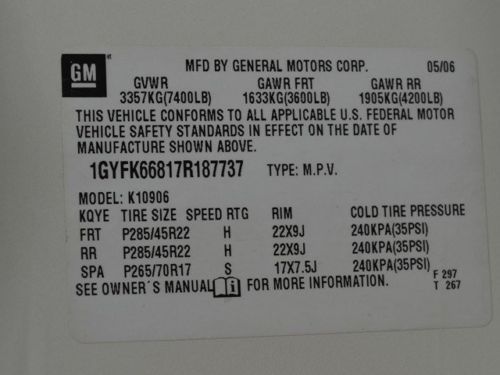 GM
MFD BY GENERAL MOTORS CORP. 05/06
GVWR GAWR FRT GAWR RR
3357KG(7400LB) 1633KG(3600LB) 1905KG(4200LB)
THIS VEHICLE CONFORMS TO ALL APPLICABLE U.S. FEDERAL MOTOR
VEHICLE SAFETY STANDARDS IN EFFECT ON THE DATE OF
MANUFACTURE SHOWN ABOVE.
1GYFK66817R187737 TYPE: M.P.V.
MODEL: K10906
KQYE TIRE SIZE SPEED RTG RIM COLD TIRE PRESSURE
FRT P285/45R22 H 22X9J 240KPA(35PSI)
RR P285/45R22 H 22X9J 240KPA(35PSI)
SPA P265/70R17 S 17X7.5J 240KPA(35PSI)
SEE OWNER'S MANUAL FOR MORE INFORMATION.
F 297
T 267